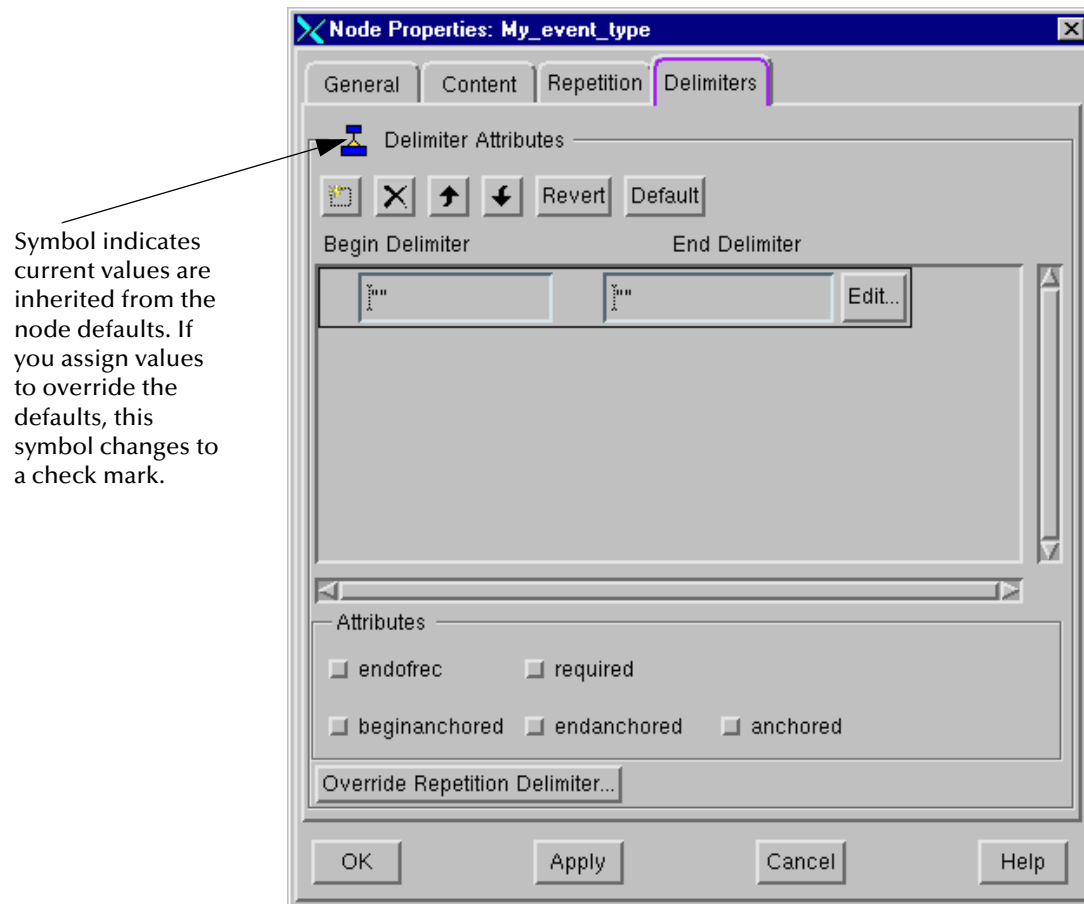 Node Properties: My_event_type
General Content Repetition Delimiters
Delimiter Attributes
Revert Default
Begin Delimiter End Delimiter
"" "" Edit...
Symbol indicates
current values are
inherited from the
node defaults. If
you assign values
to override the
defaults, this
symbol changes to
a check mark.
Attributes
endofrec required
beginanchored endanchored anchored
Override Repetition Delimiter...
OK Apply Cancel Help